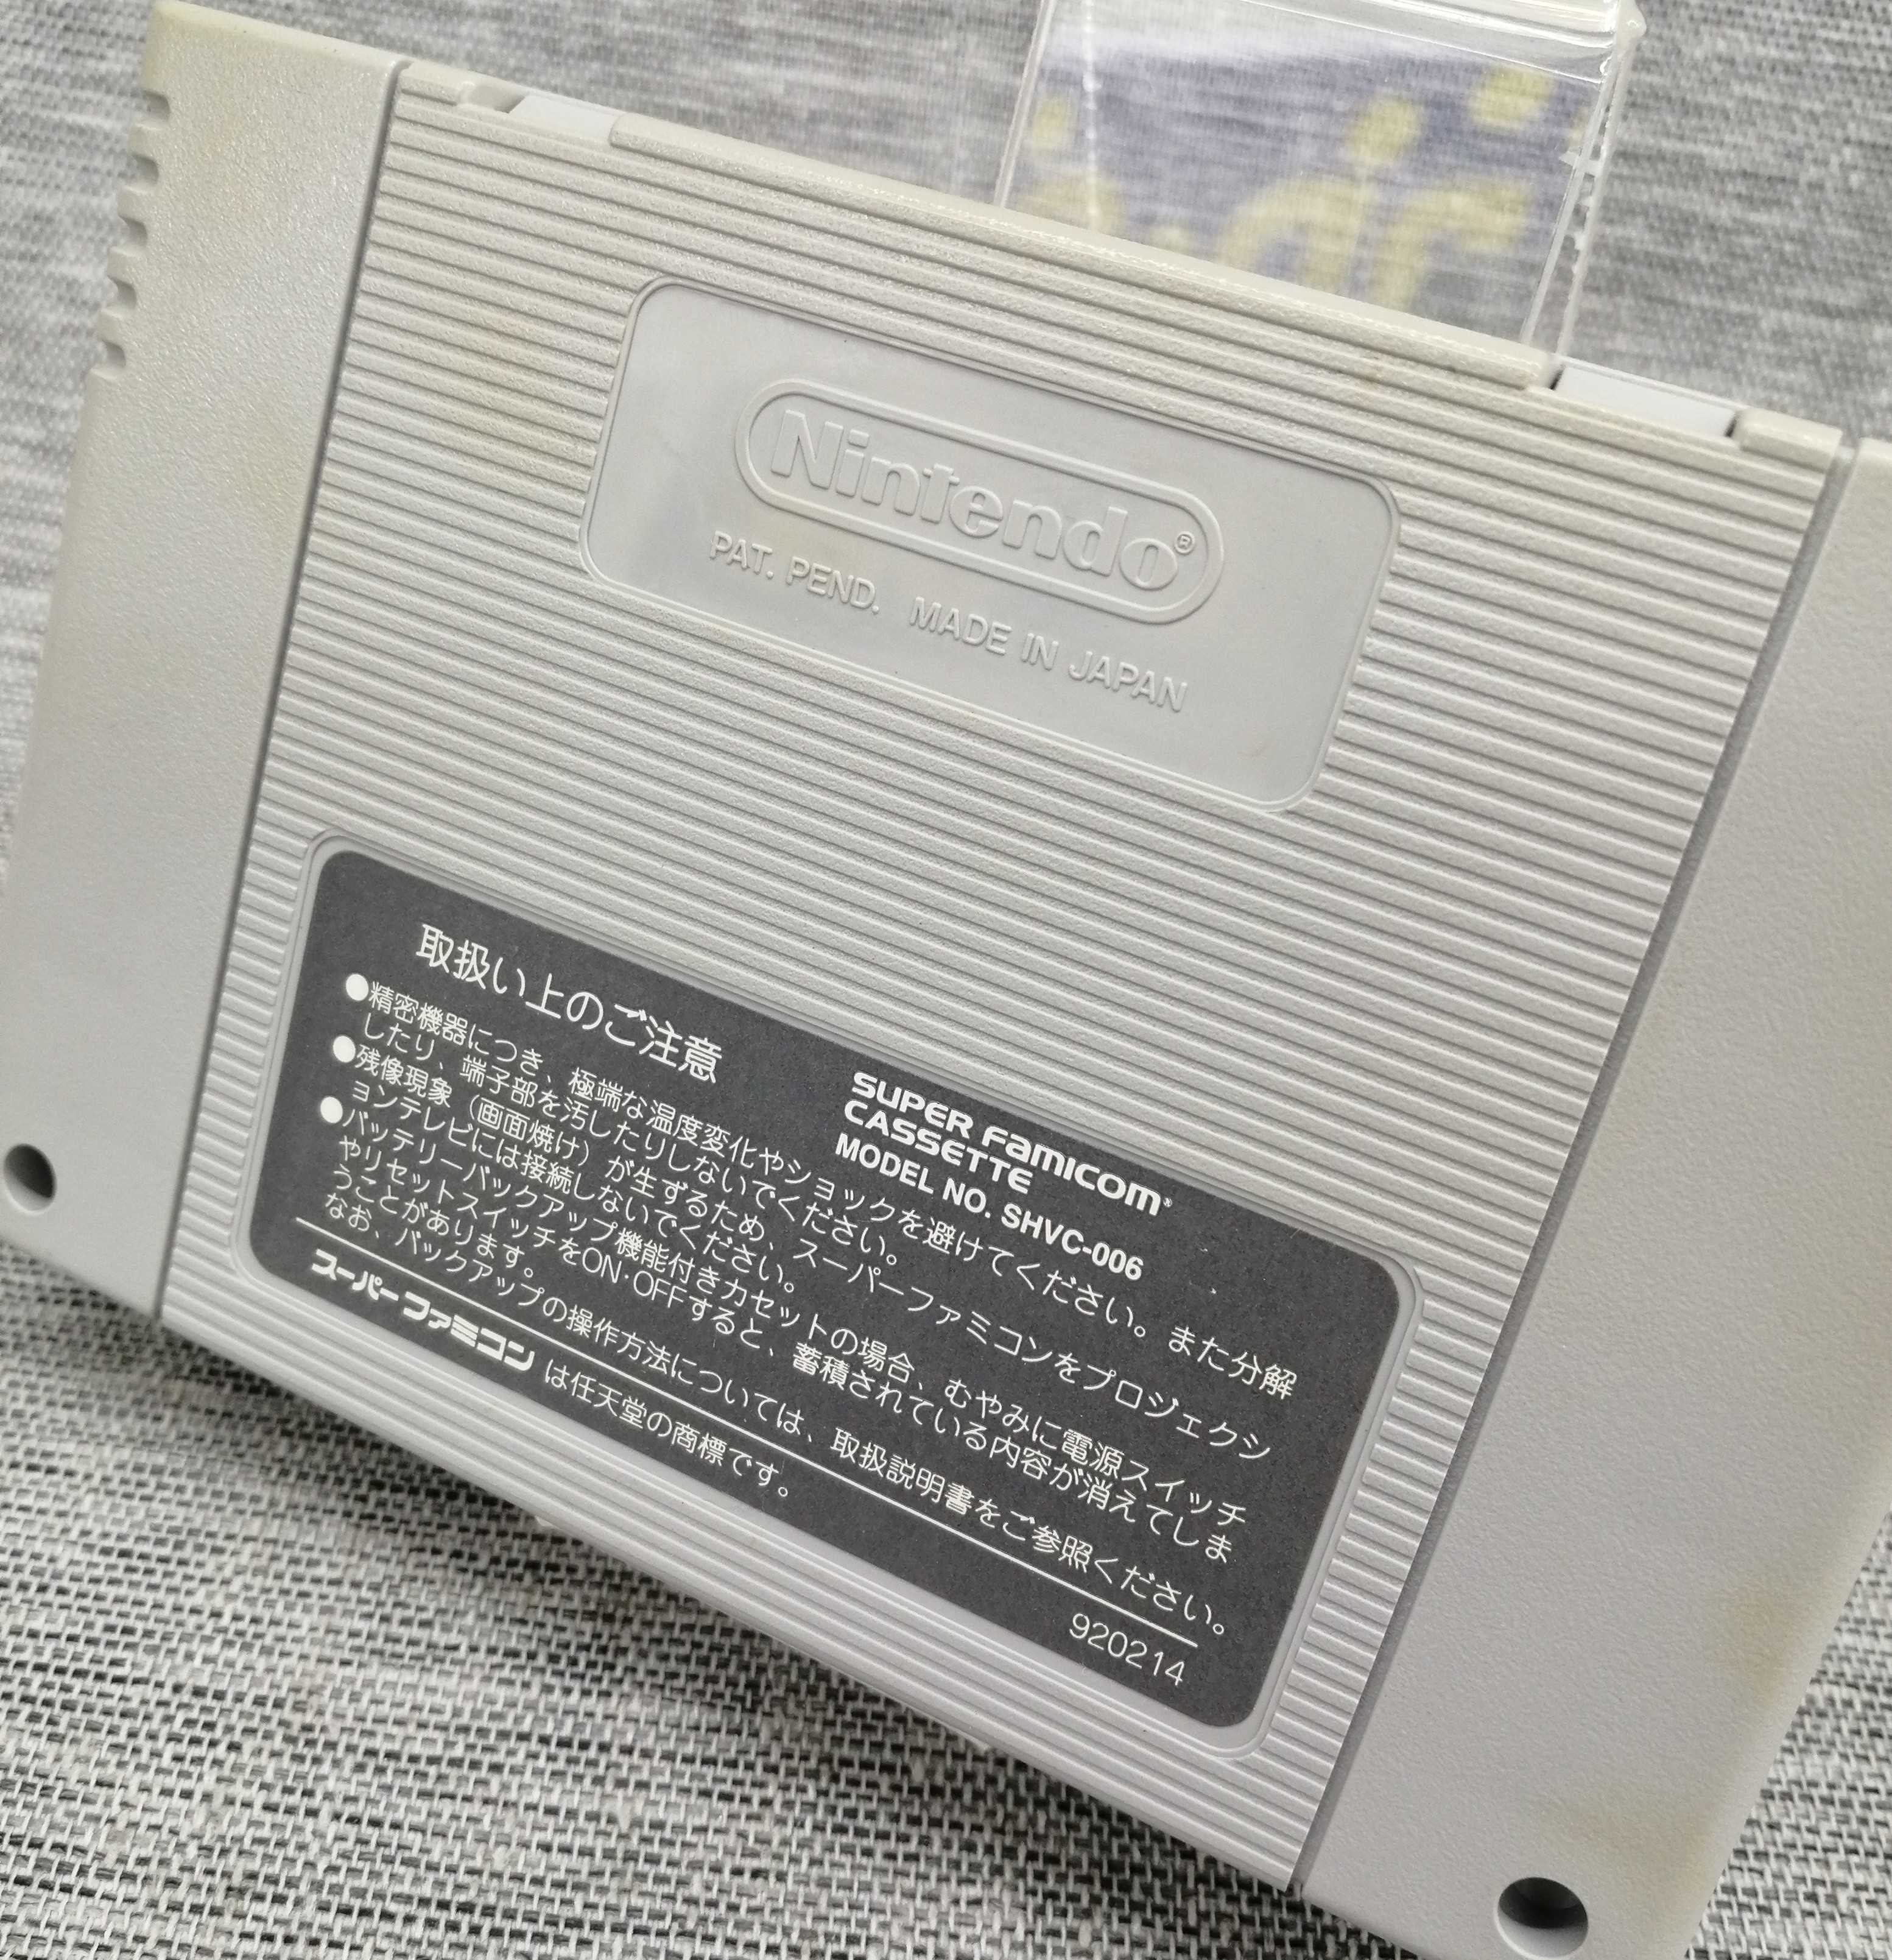 Nintendo®
PAT. PEND. MADE IN JAPAN
取扱い上のご注意
SUPER FAMICOM®
CASSETTE
MODEL NO. SHVC-006
●精密機器につき、極端な温度変化やショックを避けてください。また分解
したり、端子部を汚したりしないでください。
●残像現象（画面焼け）が生ずるため、スーパーファミコンをプロジェクシ
ョンテレビには接続しないでください。
●バッテリーバックアップ機能付きカセットの場合、むやみに電源スイッチ
やリセットスイッチをON·OFFすると、蓄積されている内容が消えてしま
うことがあります。
なお、バックアップの操作方法については、取扱説明書をご参照ください。
スーパーファミコンは任天堂の商標です。
920214